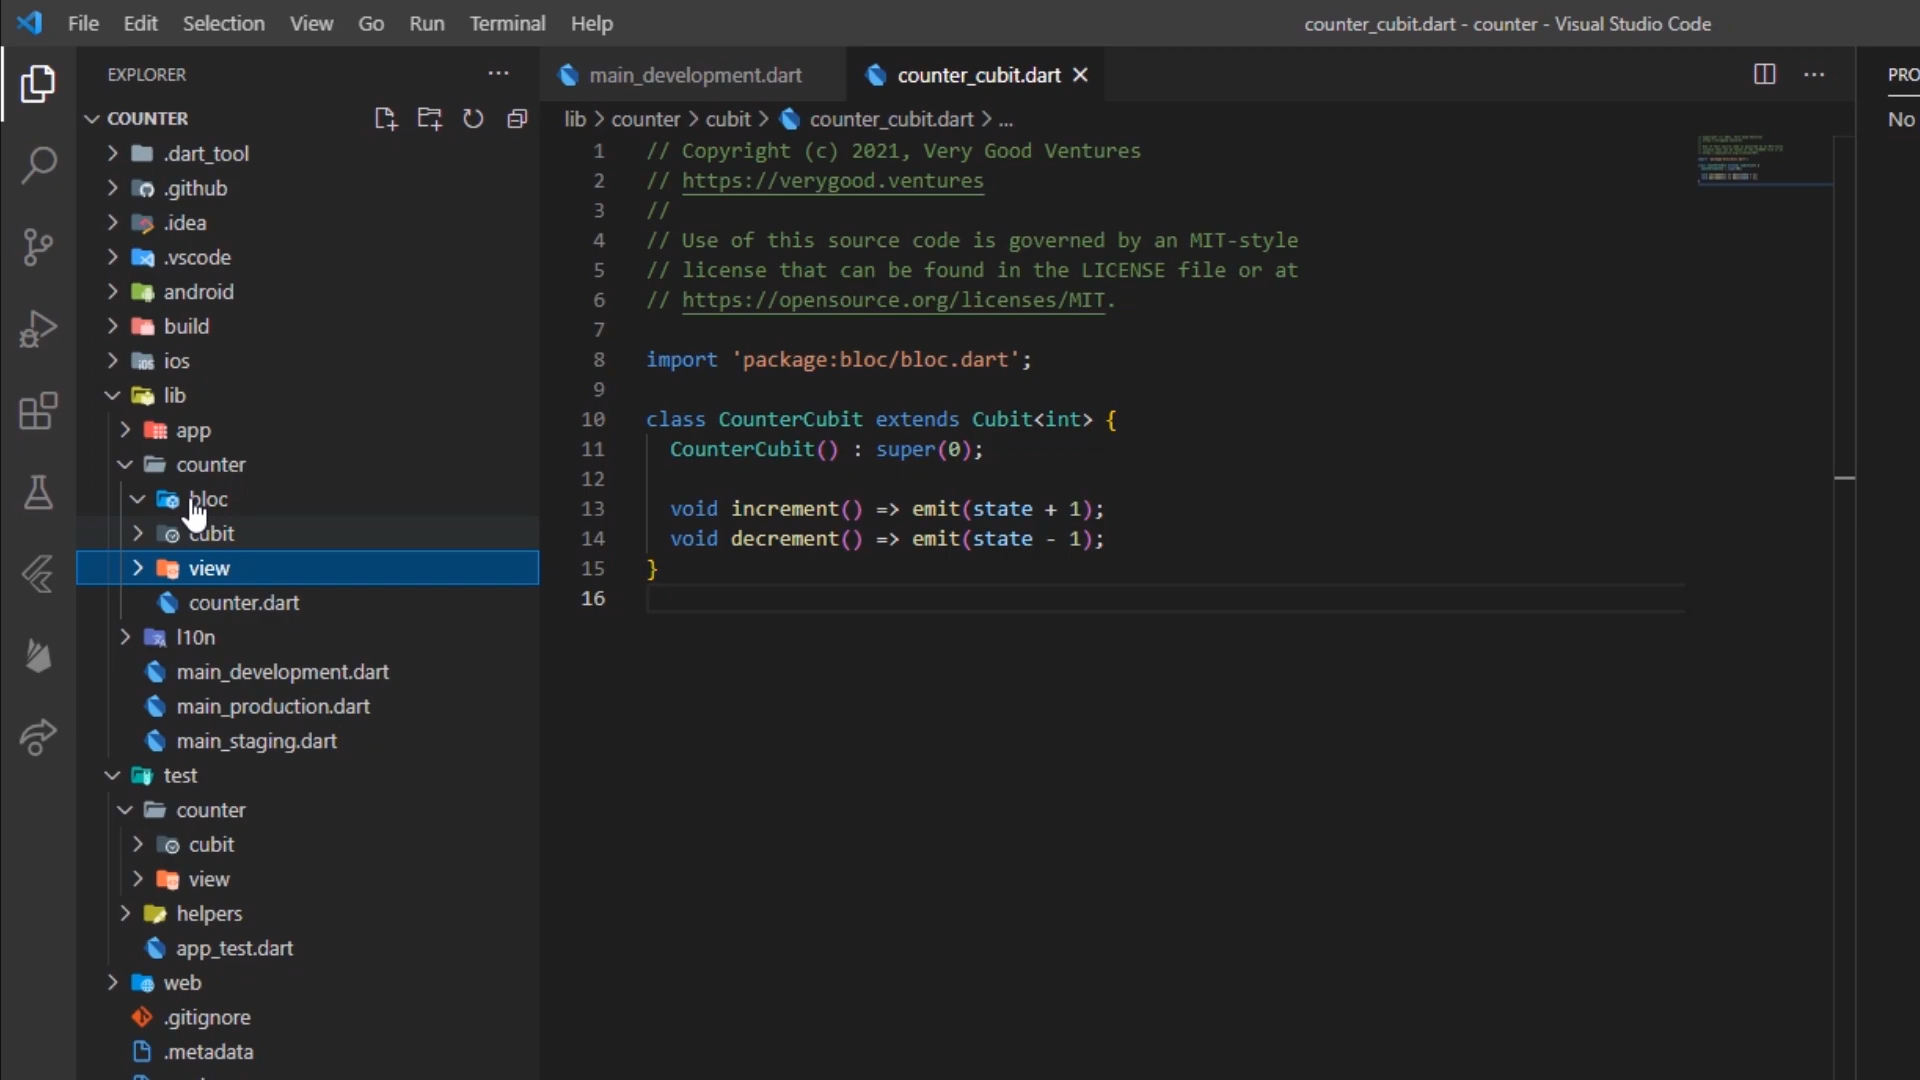 File Edit Selection View Go Run Terminal Help
counter_cubit.dart - counter - Visual Studio Code
EXPLORER
COUNTER
.dart_tool
.github
.idea
.vscode
android
build
ios
lib
app
counter
bloc
cubit
view
counter.dart
l10n
main_development.dart
main_production.dart
main_staging.dart
test
counter
cubit
view
helpers
app_test.dart
web
.gitignore
.metadata
main_development.dart
counter_cubit.dart
lib > counter > cubit > counter_cubit.dart > ...
1 // Copyright (c) 2021, Very Good Ventures
2 // https://verygood.ventures
3 //
4 // Use of this source code is governed by an MIT-style
5 // license that can be found in the LICENSE file or at
6 // https://opensource.org/licenses/MIT.
7
8 import 'package:bloc/bloc.dart';
9
10 class CounterCubit extends Cubit<int> {
11 CounterCubit() : super(0);
12
13 void increment() => emit(state + 1);
14 void decrement() => emit(state - 1);
15 }
16
PRO
No